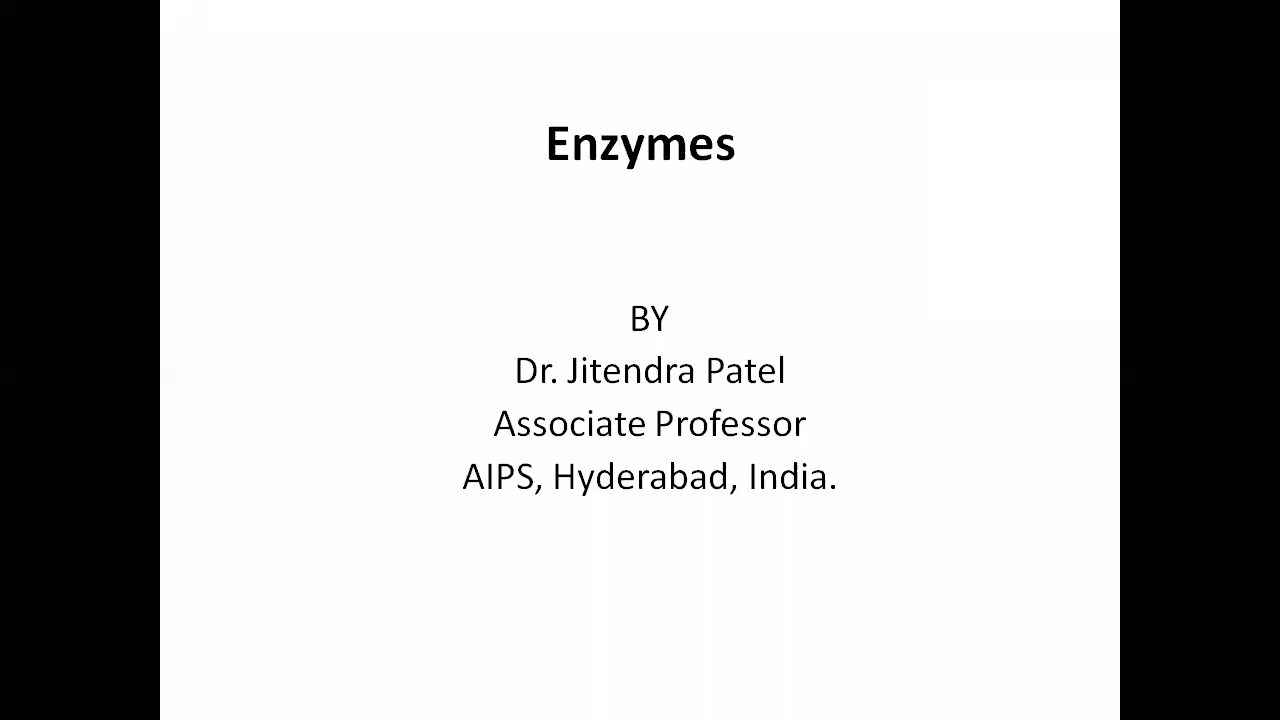 Enzymes
BY
Dr. Jitendra Patel
Associate Professor
AIPS, Hyderabad, India.